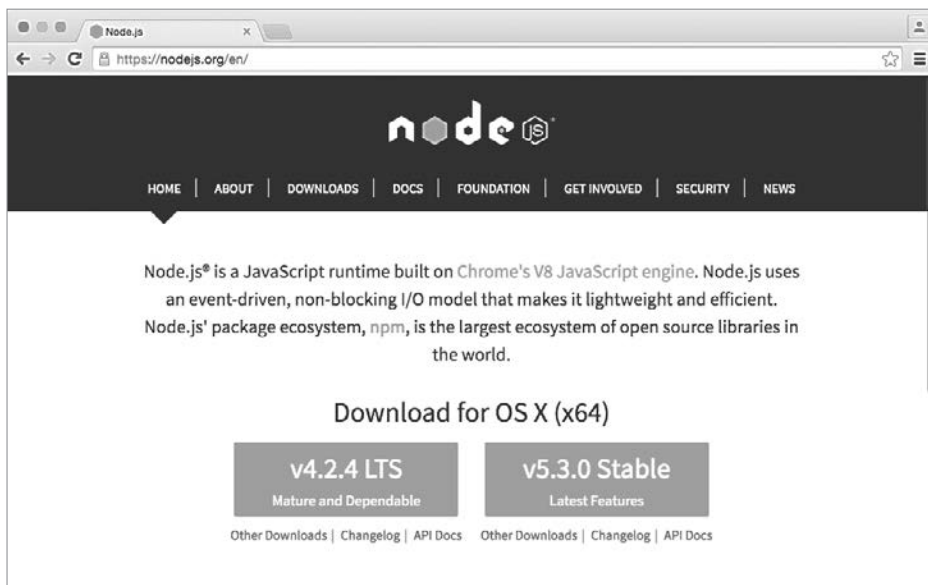 Node.js
https://nodejs.org/en/
node JS
HOME | ABOUT | DOWNLOADS | DOCS | FOUNDATION | GET INVOLVED | SECURITY | NEWS
Node.js® is a JavaScript runtime built on Chrome's V8 JavaScript engine. Node.js uses
an event-driven, non-blocking I/O model that makes it lightweight and efficient.
Node.js' package ecosystem, npm, is the largest ecosystem of open source libraries in
the world.
Download for OS X (x64)
v4.2.4 LTS
Mature and Dependable
v5.3.0 Stable
Latest Features
Other Downloads | Changelog | API Docs
Other Downloads | Changelog | API Docs